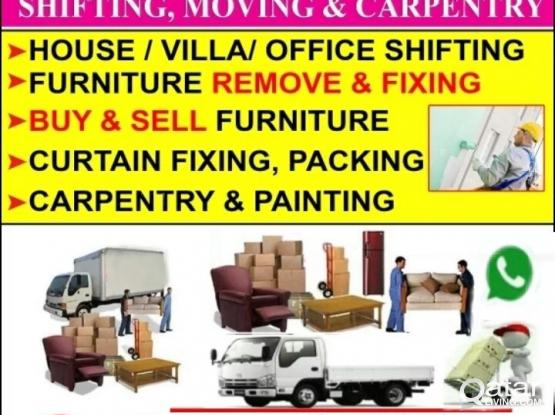 SHIFTING, MOVING & CARPENTRY
➤HOUSE / VILLA/ OFFICE SHIFTING
➤FURNITURE REMOVE & FIXING
➤BUY & SELL FURNITURE
➤CURTAIN FIXING, PACKING
➤CARPENTRY & PAINTING
Qatar
LIVING.COM